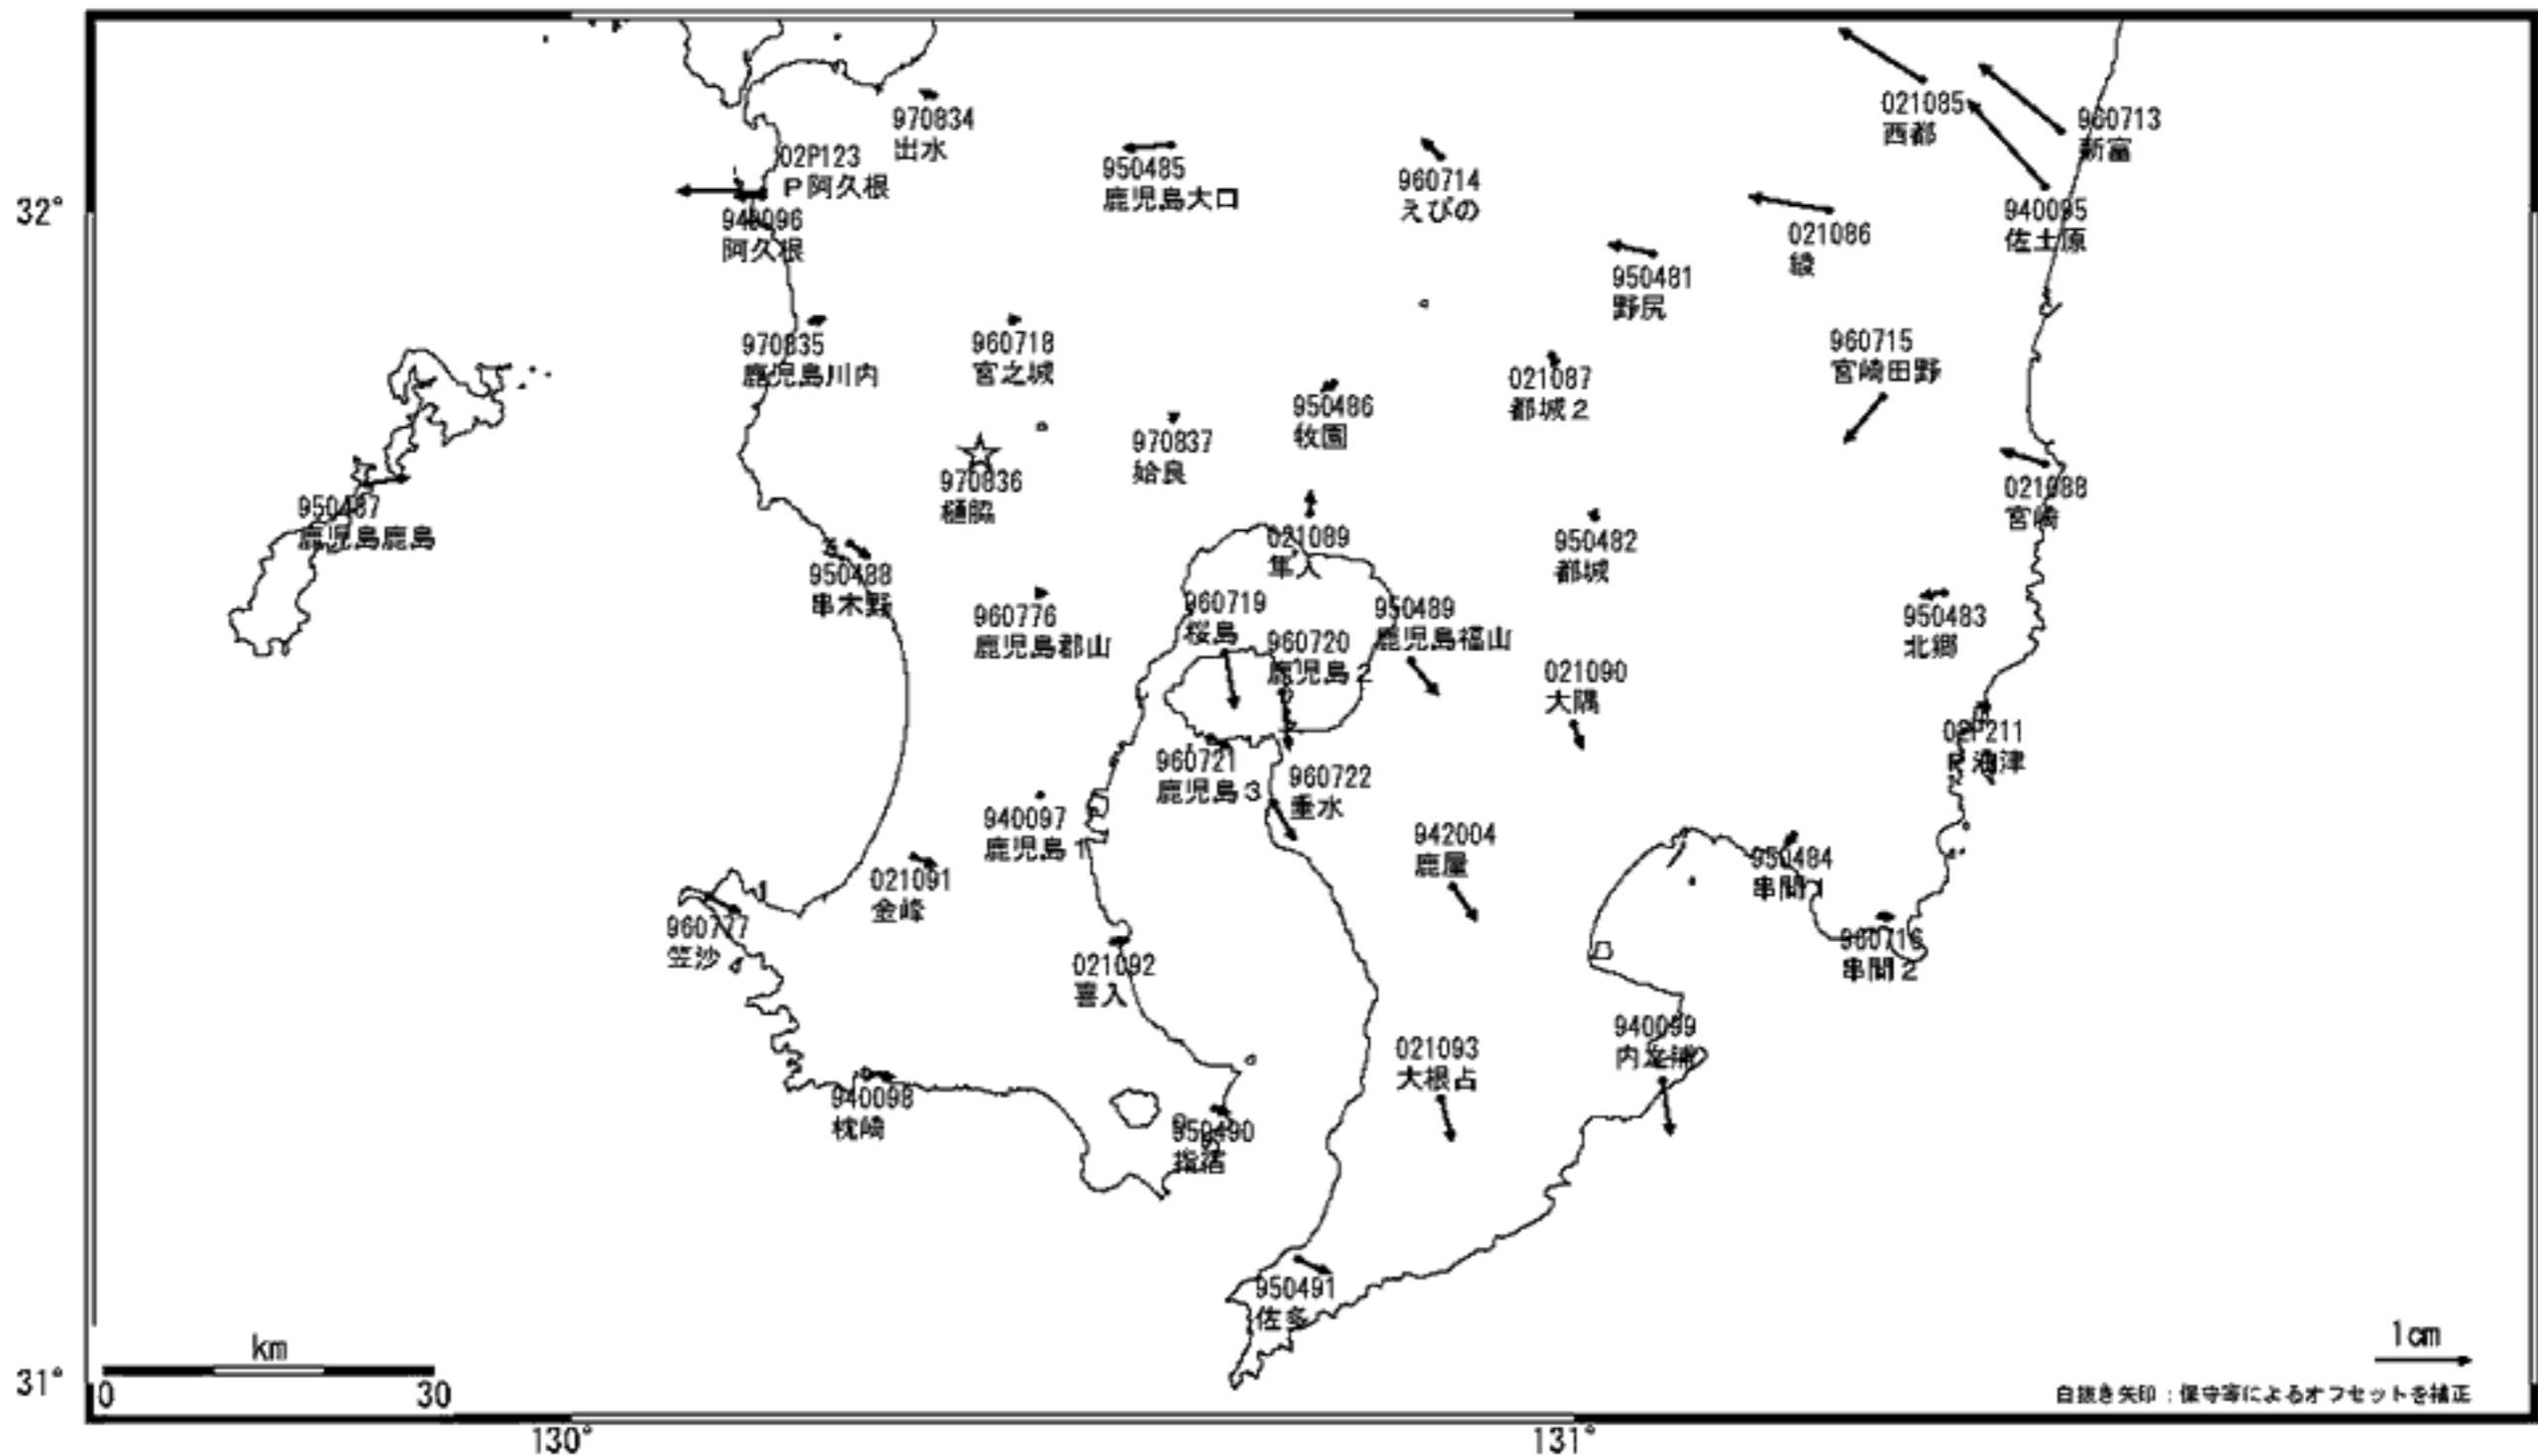 970834
出水
02P123
P阿久根
940096
阿久根
950485
鹿児島大口
960714
えびの
021085
西都
960713
新富
940095
佐土原
021086
綾
950481
野尻
32°
970835
鹿児島川内
960718
宮之城
950486
牧園
021087
都城2
960715
宮崎田野
970837
姶良
970836
樋脇
950487
鹿児島鹿島
021088
宮崎
950488
串木野
021089
隼人
950482
都城
960776
鹿児島郡山
960719
桜島
960720
鹿児島2
950489
鹿児島福山
950483
北郷
021090
大隅
02P211
P油津
960721
鹿児島3
960722
垂水
940097
鹿児島1
942004
鹿屋
950484
串間1
021091
金峰
960777
笠沙
021092
喜入
960716
串間2
940098
枕崎
950490
指宿
021093
大根占
940099
内之浦
950491
佐多
km
0 30
1cm
白抜き矢印:保守等によるオフセットを補正
31°
130°
131°